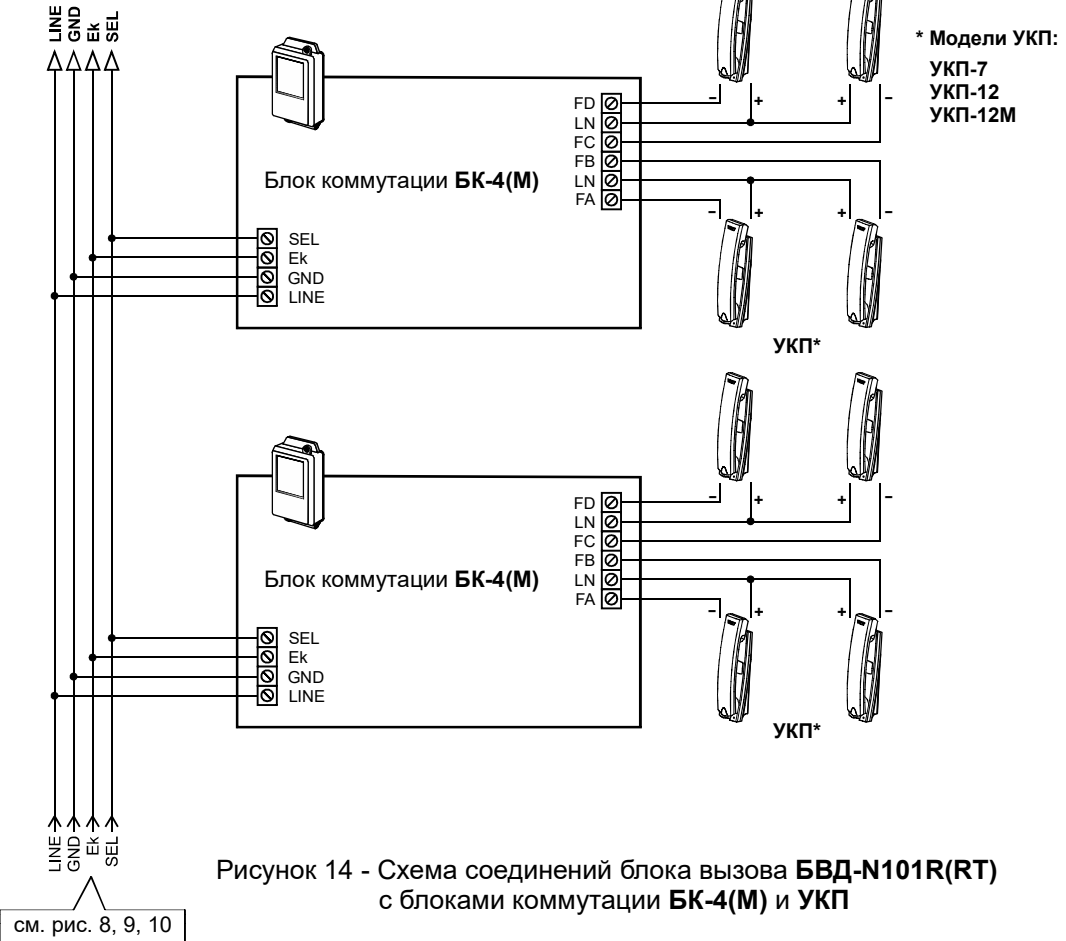 LINE
GND
Ek
SEL
* Модели УКП:
УКП-7
УКП-12
УКП-12М
FD
LN
FC
FB
LN
FA
– + + –
– + + –
Блок коммутации БК-4(М)
SEL
Ek
GND
LINE
УКП*
FD
LN
FC
FB
LN
FA
– + + –
– + + –
Блок коммутации БК-4(М)
SEL
Ek
GND
LINE
УКП*
LINE
GND
Ek
SEL
см. рис. 8, 9, 10
Рисунок 14 - Схема соединений блока вызова БВД-N101R(RT)
с блоками коммутации БК-4(М) и УКП